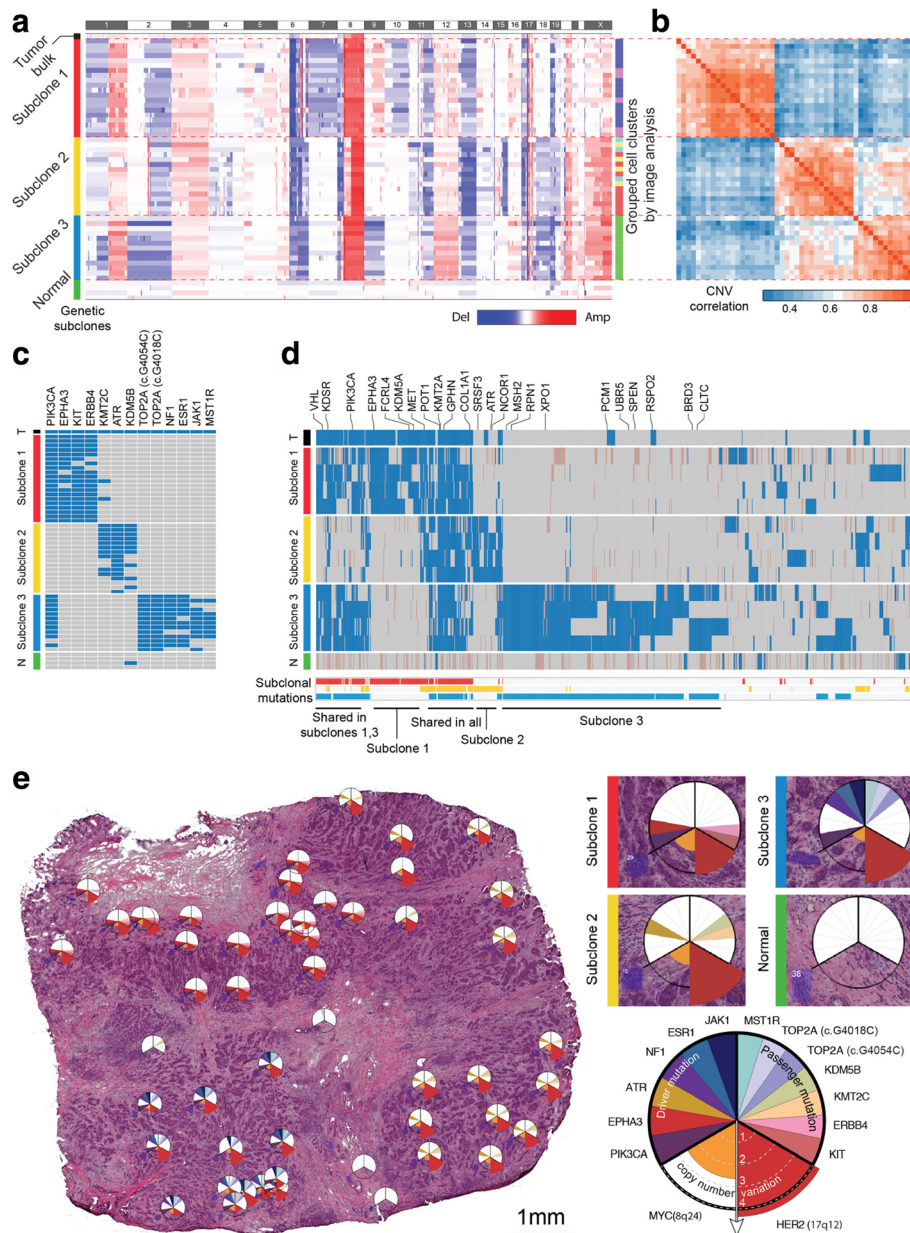 a
1 2 3 4 5 6 7 8 9 10 11 12 13 14 15 16 17 18 19 X
Tumor bulk
Subclone 1
Subclone 2
Subclone 3
Normal
Genetic subclones
Del Amp
Grouped cell clusters by image analysis
b
CNV correlation
0.4 0.6 0.8
c
PIK3CA
EPHA3
KIT
ERBB4
KMT2C
ATR
KDM5B
TOP2A (c.G4054C)
TOP2A (c.G4018C)
NF1
ESR1
JAK1
MST1R
T
Subclone 1
Subclone 2
Subclone 3
N
d
VHL
KDSR
PIK3CA
EPHA3
FCRL4
KDM5A
MET
POT1
KMT2A
GPHN
COL1A1
SRSF3
ATR
NCOR1
MSH2
RPN1
XPO1
PCM1
UBR5
SPEN
RSPO2
BRD3
CLTC
T
Subclone 1
Subclone 2
Subclone 3
N
Subclonal
mutations
Shared in subclones 1,3
Subclone 1
Shared in all
Subclone 2
Subclone 3
e
1mm
Subclone 1
Subclone 3
Subclone 2
Normal
38
JAK1
MST1R
ESR1
TOP2A (c.G4018C)
NF1
TOP2A (c.G4054C)
KDM5B
ATR
KMT2C
EPHA3
ERBB4
PIK3CA
KIT
Driver mutation
Passenger mutation
1
2
3
4
copy number
variation
MYC(8q24)
HER2 (17q12)